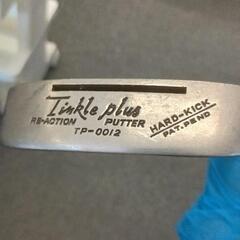 Tinkle plus
RE-ACTION PUTTER
TP-0012
HARD-KICK
PAT. PEND